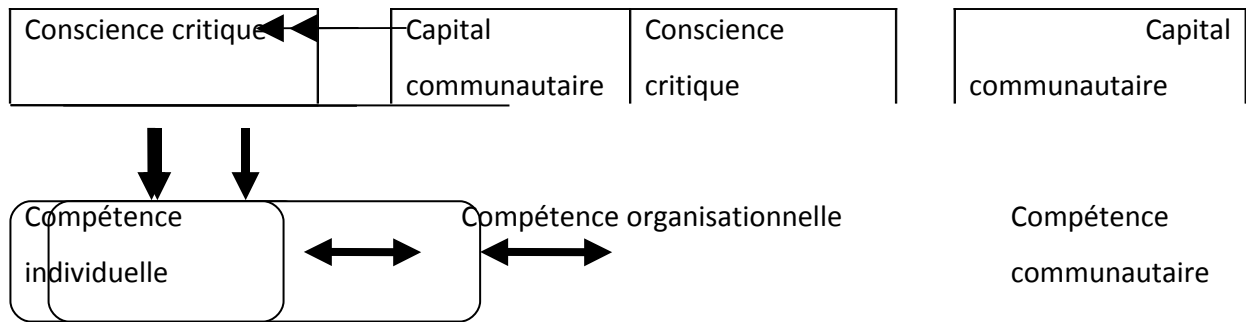 Conscience critique Capital Conscience Capital
communautaire critique communautaire
Compétence Compétence organisationnelle Compétence
individuelle communautaire